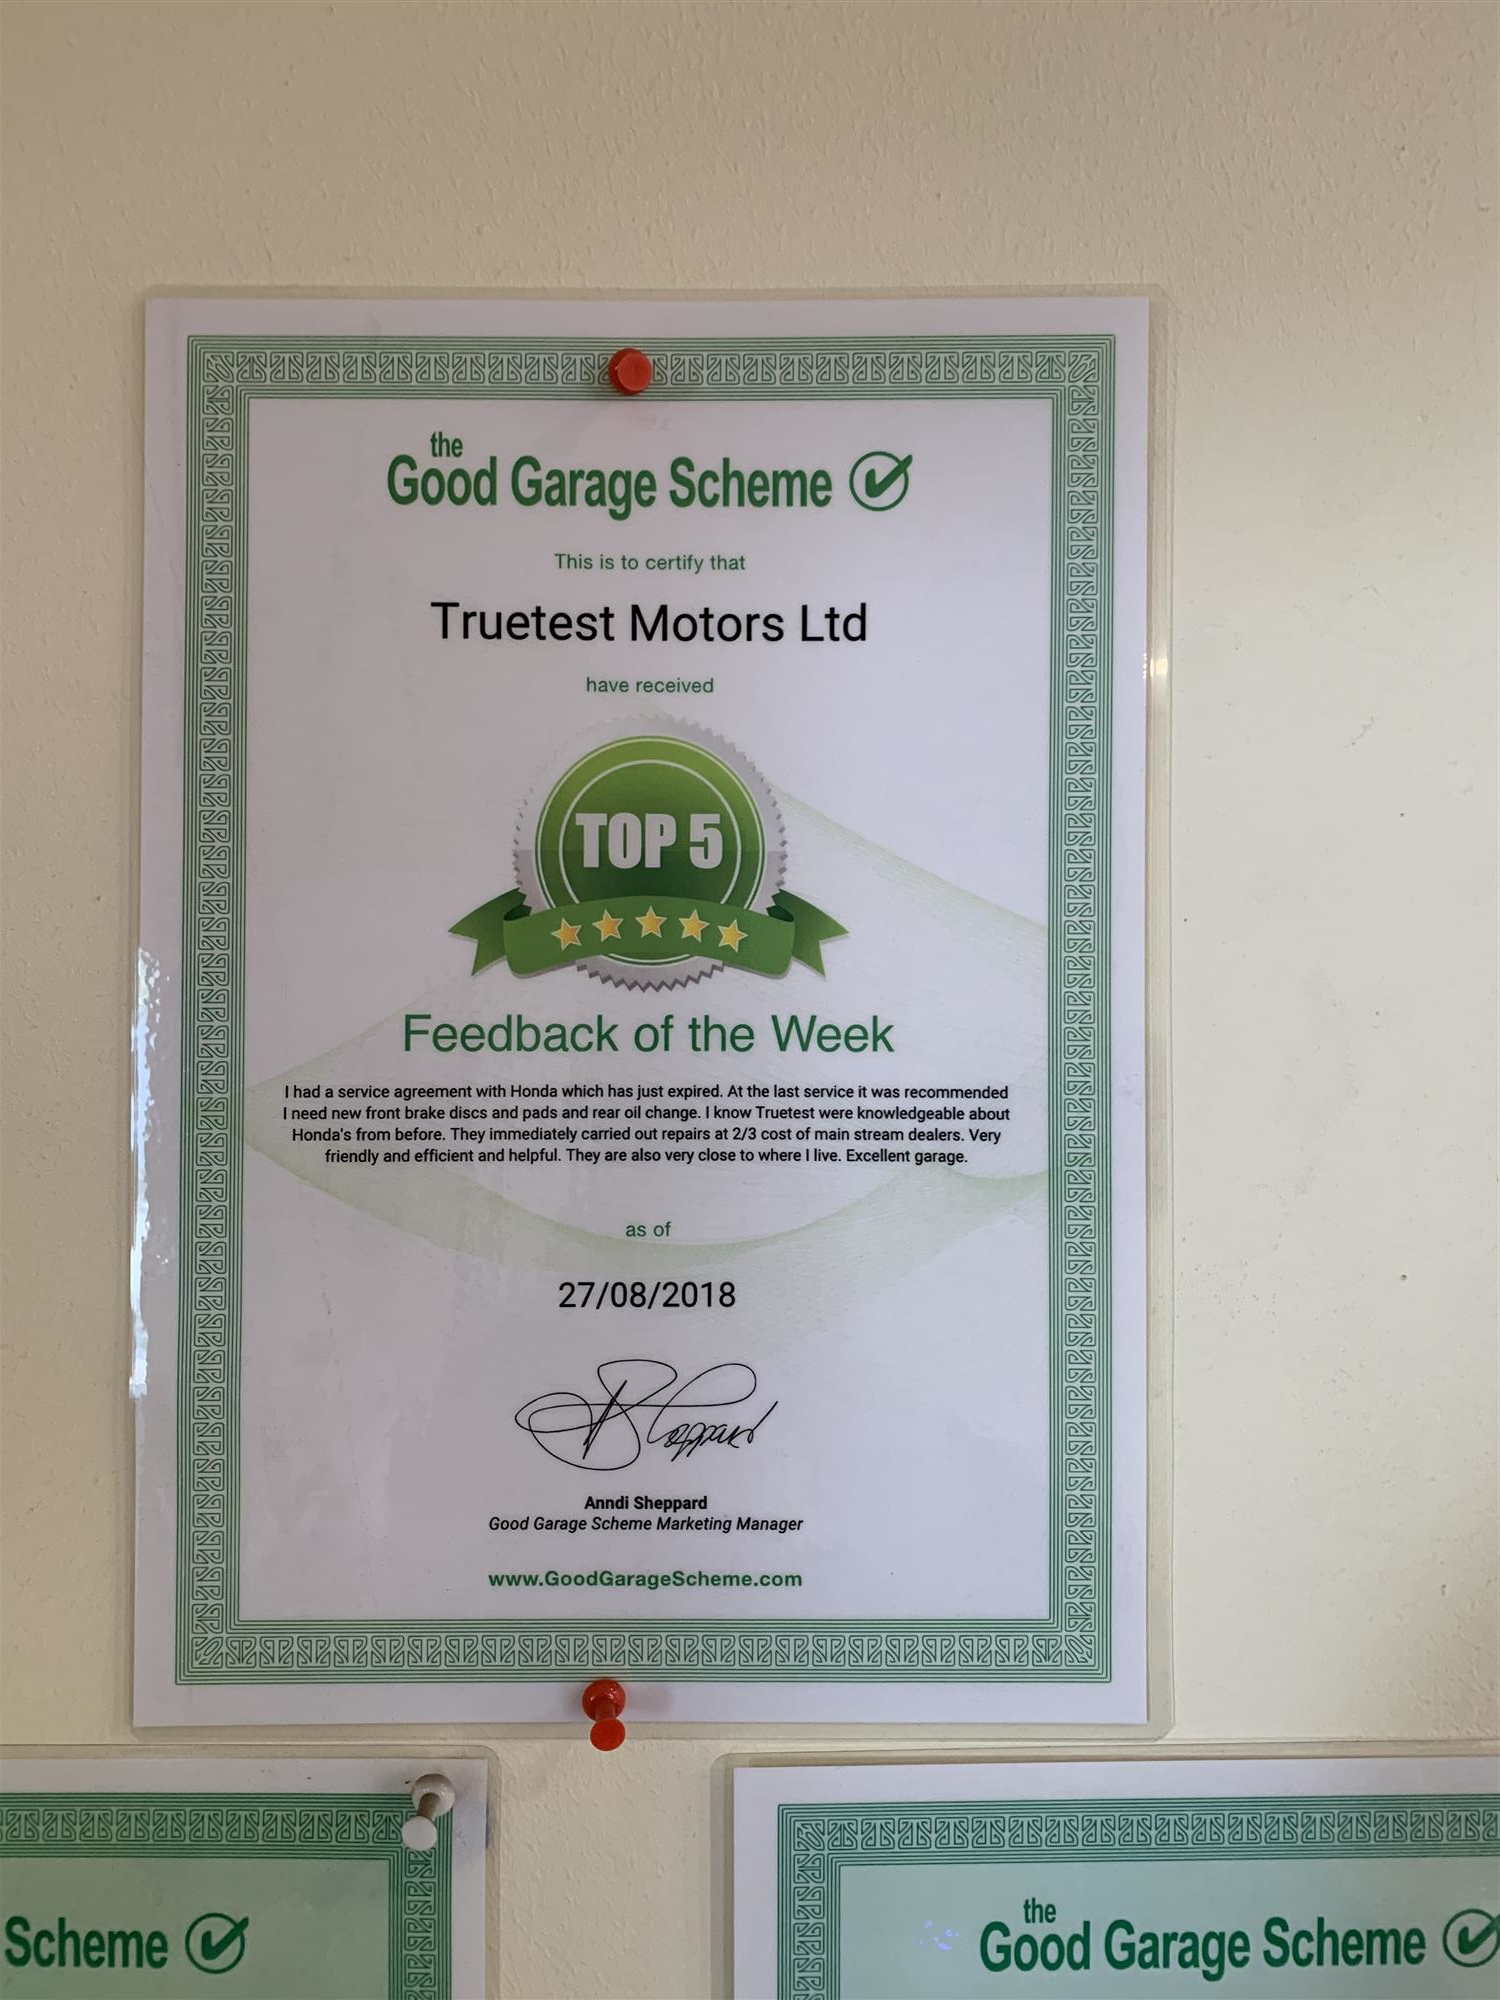 the
Good Garage Scheme
This is to certify that
Truetest Motors Ltd
have received
TOP 5
Feedback of the Week
I had a service agreement with Honda which has just expired. At the last service it was recommended
I need new front brake discs and pads and rear oil change. I know Truetest were knowledgeable about
Honda's from before. They immediately carried out repairs at 2/3 cost of main stream dealers. Very
friendly and efficient and helpful. They are also very close to where I live. Excellent garage.
as of
27/08/2018
Anndi Sheppard
Good Garage Scheme Marketing Manager
www.GoodGarageScheme.com
Scheme
the
Good Garage Scheme